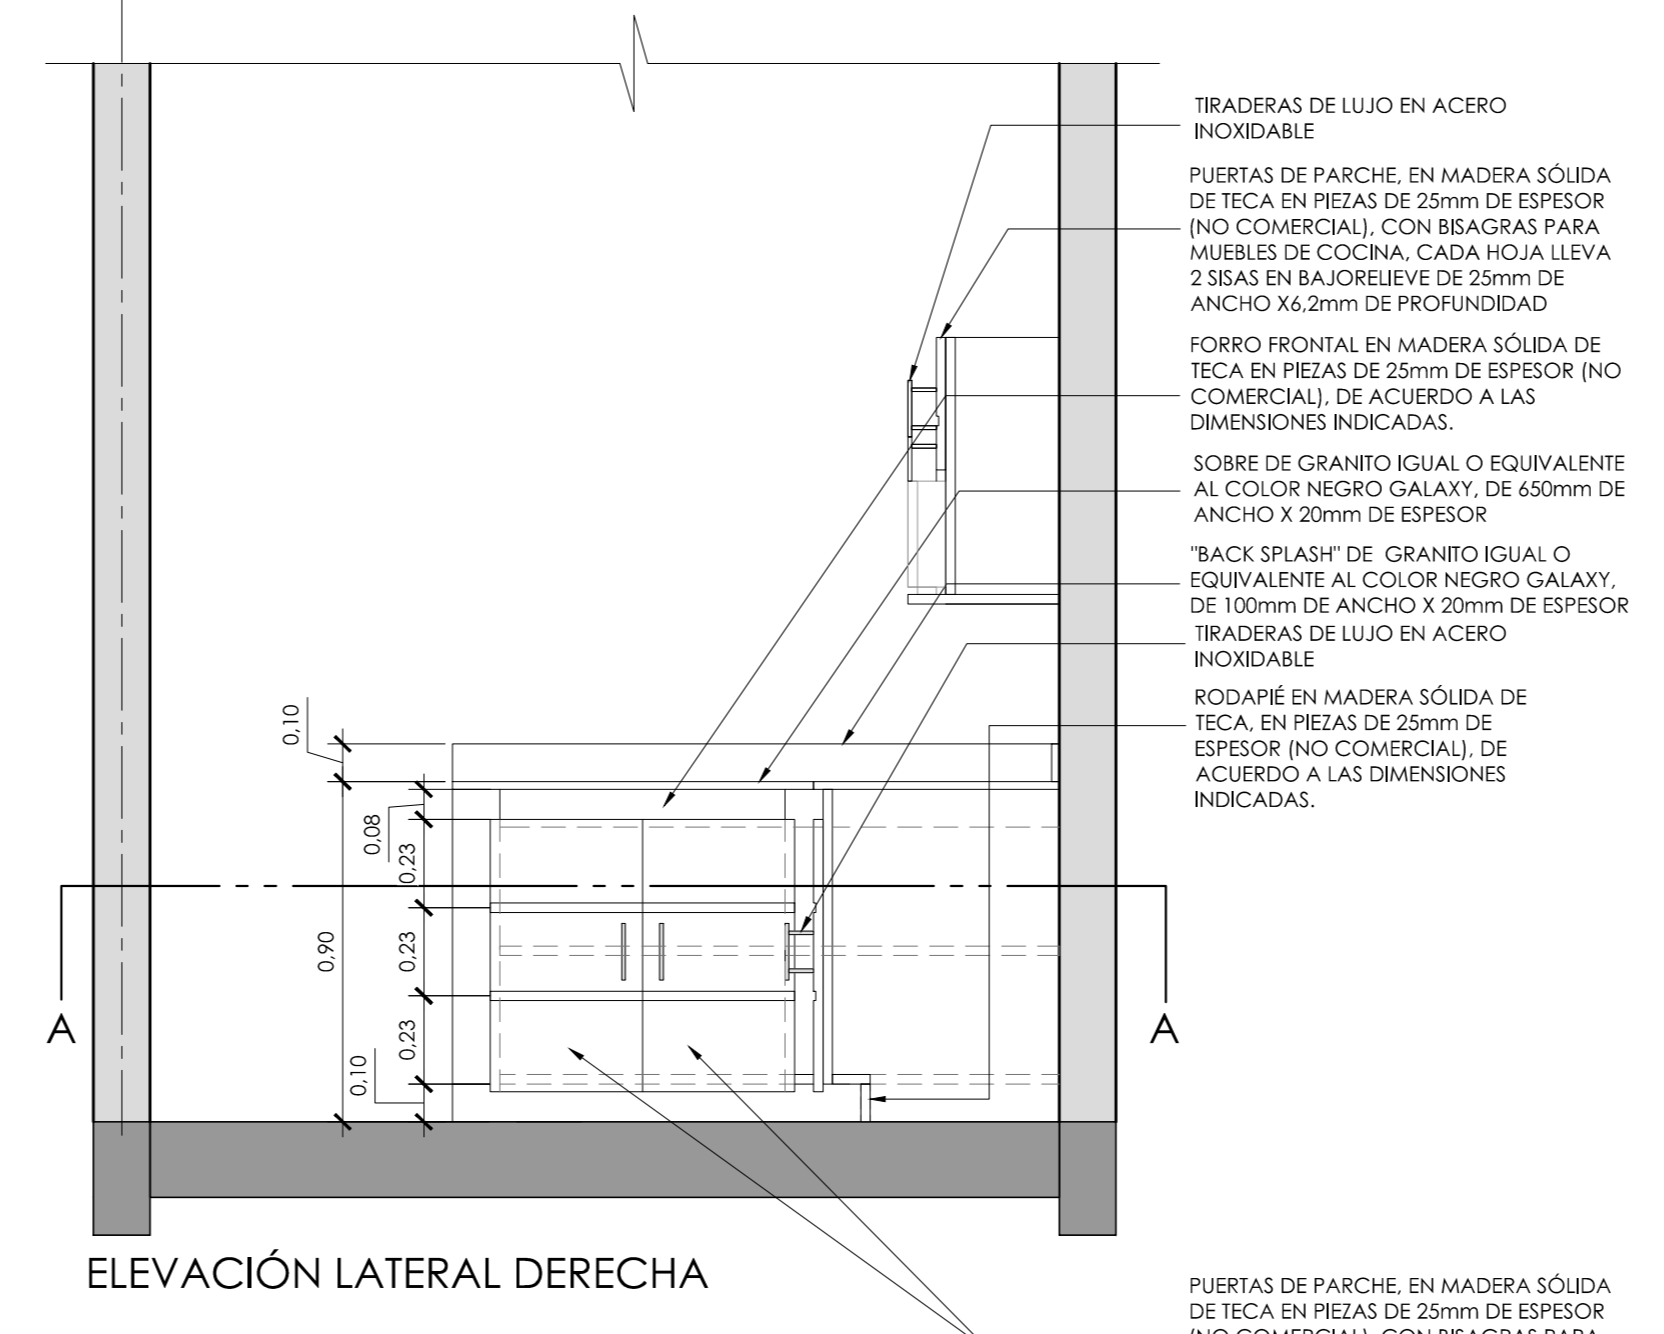 TIRADERAS DE LUJO EN ACERO
INOXIDABLE
PUERTAS DE PARCHE, EN MADERA SÓLIDA
DE TECA EN PIEZAS DE 25mm DE ESPESOR
(NO COMERCIAL), CON BISAGRAS PARA
MUEBLES DE COCINA, CADA HOJA LLEVA
2 SISAS EN BAJORELIEVE DE 25mm DE
ANCHO X6,2mm DE PROFUNDIDAD
FORRO FRONTAL EN MADERA SÓLIDA DE
TECA EN PIEZAS DE 25mm DE ESPESOR (NO
COMERCIAL), DE ACUERDO A LAS
DIMENSIONES INDICADAS.
SOBRE DE GRANITO IGUAL O EQUIVALENTE
AL COLOR NEGRO GALAXY, DE 650mm DE
ANCHO X 20mm DE ESPESOR
"BACK SPLASH" DE GRANITO IGUAL O
EQUIVALENTE AL COLOR NEGRO GALAXY,
DE 100mm DE ANCHO X 20mm DE ESPESOR
TIRADERAS DE LUJO EN ACERO
INOXIDABLE
RODAPIÉ EN MADERA SÓLIDA DE
TECA, EN PIEZAS DE 25mm DE
ESPESOR (NO COMERCIAL), DE
ACUERDO A LAS DIMENSIONES
INDICADAS.
0,10
0,08
0,23
0,90
0,23
0,23
0,10
A
A
ELEVACIÓN LATERAL DERECHA
PUERTAS DE PARCHE, EN MADERA SÓLIDA
DE TECA EN PIEZAS DE 25mm DE ESPESOR
(NO COMERCIAL), CON BISAGRAS PARA